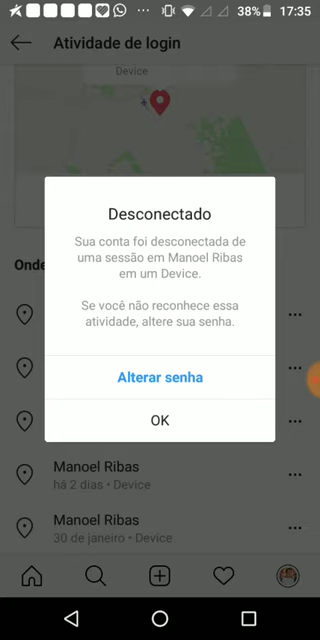 38% 17:35
Atividade de login
Device
Desconectado
Sua conta foi desconectada de
uma sessão em Manoel Ribas
em um Device.
Se você não reconhece essa
atividade, altere sua senha.
Onde
Alterar senha
OK
Manoel Ribas
há 2 dias • Device
Manoel Ribas
30 de janeiro • Device